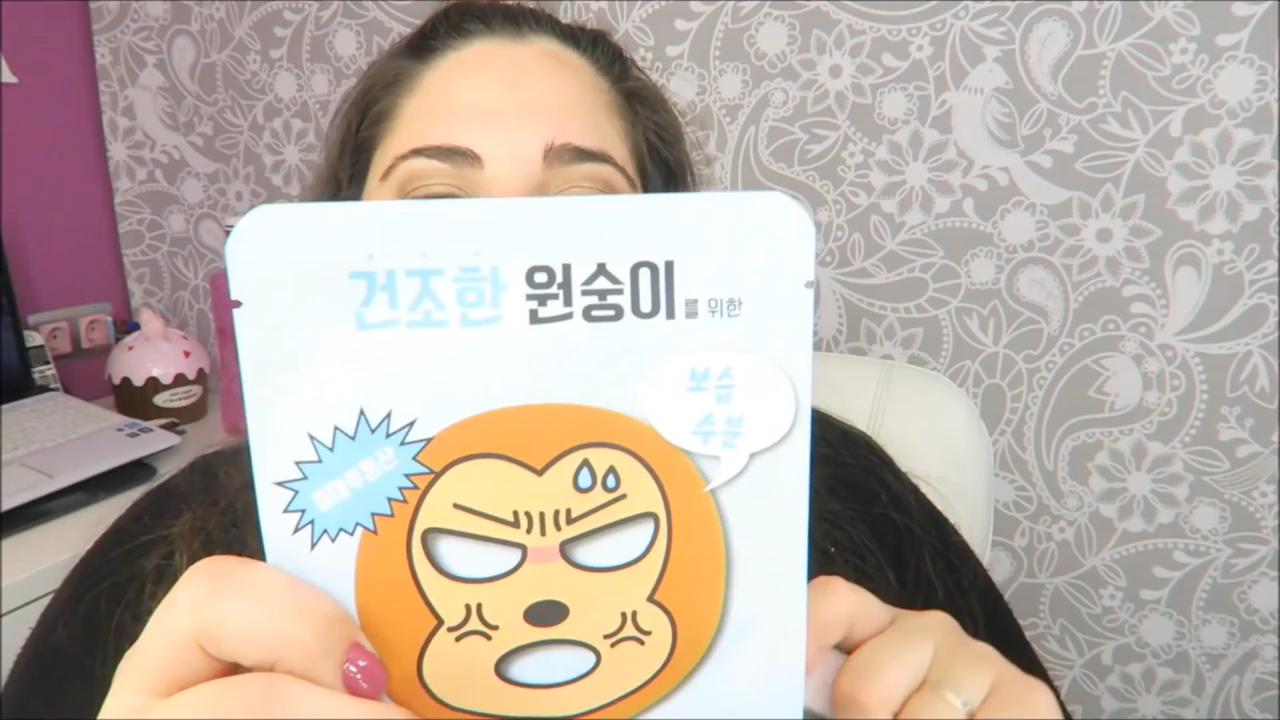 건조한 원숭이를 위한
보습
수분